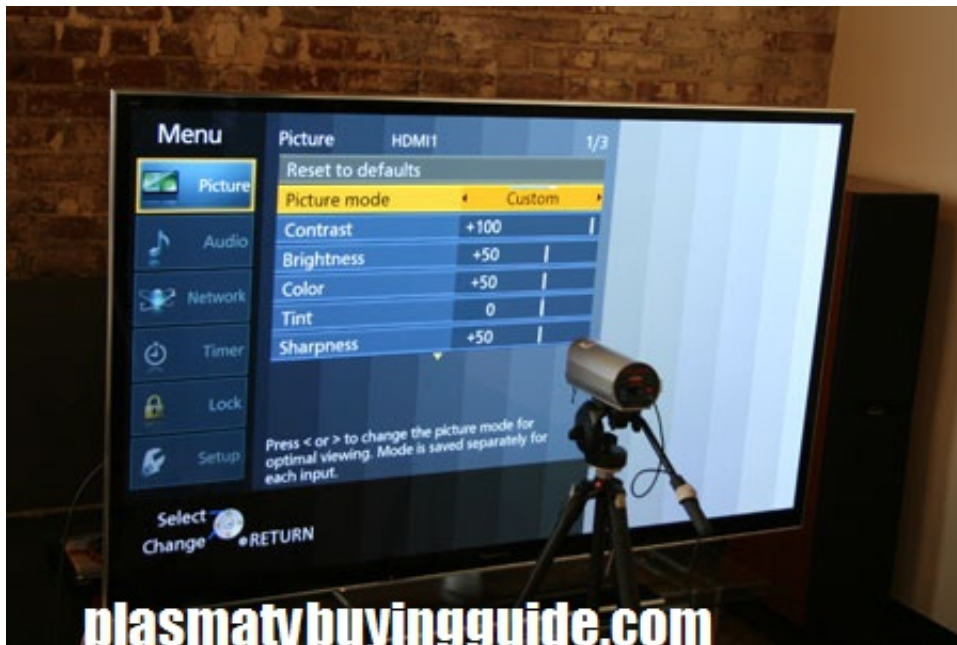 Menu
Picture HDMI1 1/3
Reset to defaults
Picture
Picture mode Custom
Contrast +100
Audio
Brightness +50
Color +50
Network
Tint 0
Sharpness +50
Timer
Lock
Press < or > to change the picture mode for
optimal viewing. Mode is saved separately for
each input.
Setup
Select
Change RETURN
plasmatvbuyingguide.com